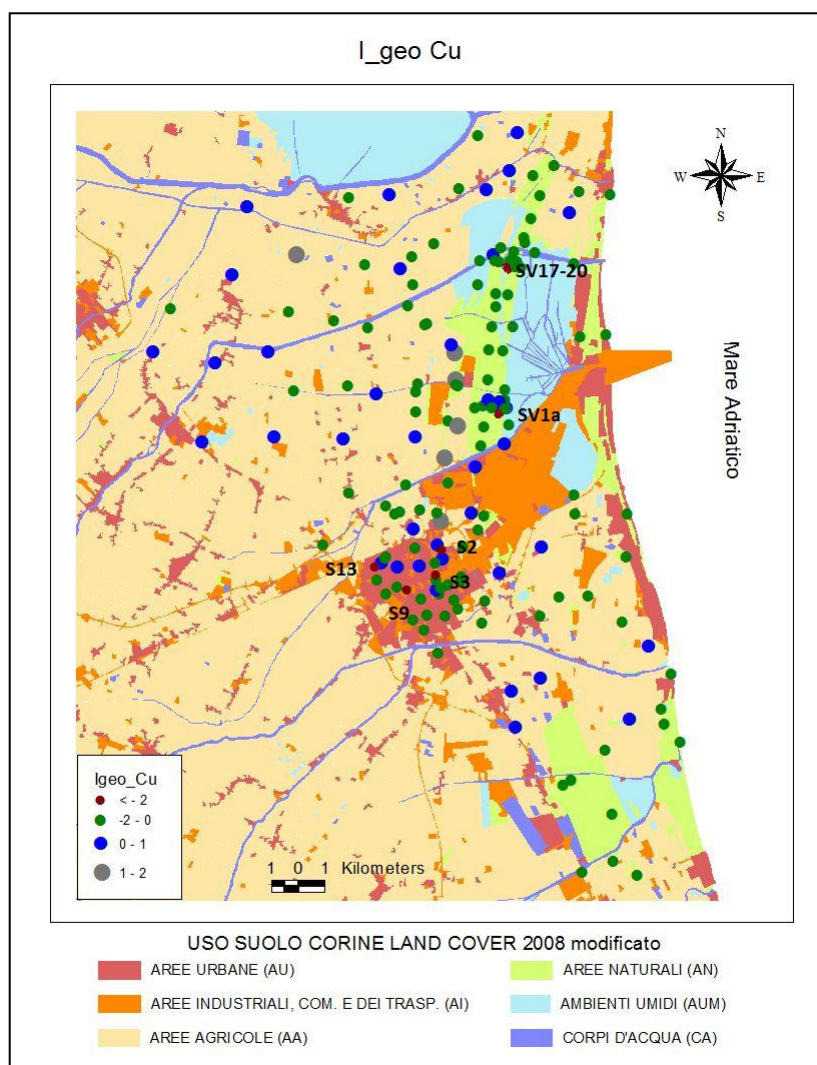 I_geo Cu
N
W E
S
SV17-20
Mare Adriatico
SV1a
S2
S13
S3
S9
Igeo_Cu
< - 2
-2 - 0
0 - 1
1 - 2
1 0 1 Kilometers
USO SUOLO CORINE LAND COVER 2008 modificato
AREE URBANE (AU)
AREE NATURALI (AN)
AREE INDUSTRIALI, COM. E DEI TRASP. (AI)
AMBIENTI UMIDI (AUM)
AREE AGRICOLE (AA)
CORPI D'ACQUA (CA)